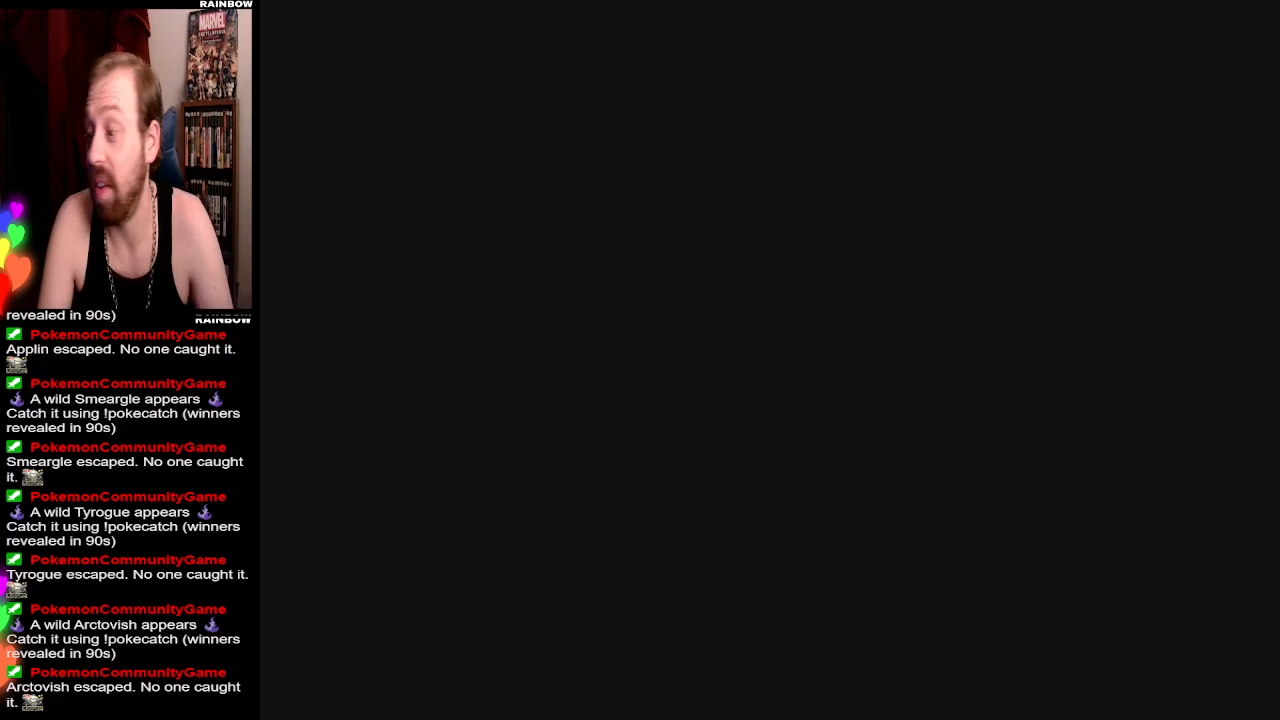 RAINBOW
MARVEL
ENCYCLOPEDIA
revealed in 90s)
RAINBOW
PokemonCommunityGame
Applin escaped. No one caught it.
PokemonCommunityGame
A wild Smeargle appears
Catch it using !pokecatch (winners
revealed in 90s)
PokemonCommunityGame
Smeargle escaped. No one caught
it.
PokemonCommunityGame
A wild Tyrogue appears
Catch it using !pokecatch (winners
revealed in 90s)
PokemonCommunityGame
Tyrogue escaped. No one caught it.
PokemonCommunityGame
A wild Arctovish appears
Catch it using !pokecatch (winners
revealed in 90s)
PokemonCommunityGame
Arctovish escaped. No one caught
it.